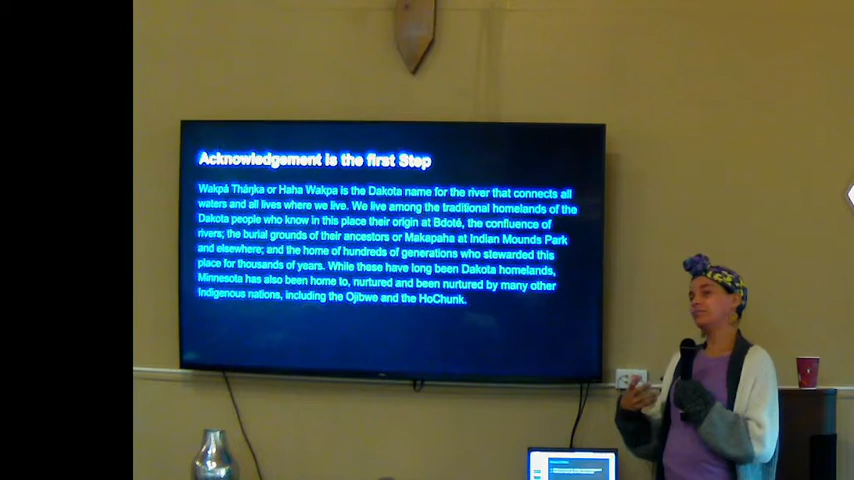 Acknowledgement is the first Step
Wakpá Tháŋka or Haha Wakpa is the Dakota name for the river that connects all
waters and all lives where we live. We live among the traditional homelands of the
Dakota people who know in this place their origin at Bdoté, the confluence of
rivers; the burial grounds of their ancestors or Makapaha at Indian Mounds Park
and elsewhere; and the home of hundreds of generations who stewarded this
place for thousands of years. While these have long been Dakota homelands,
Minnesota has also been home to, nurtured and been nurtured by many other
Indigenous nations, including the Ojibwe and the HoChunk.